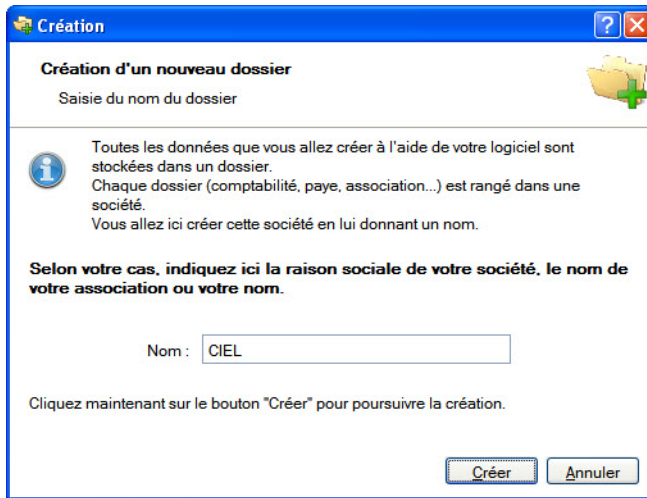 Création
Création d'un nouveau dossier
Saisie du nom du dossier
Toutes les données que vous allez créer à l'aide de votre logiciel sont
stockées dans un dossier.
Chaque dossier (comptabilité, paye, association...) est rangé dans une
société.
Vous allez ici créer cette société en lui donnant un nom.
Selon votre cas, indiquez ici la raison sociale de votre société, le nom de
votre association ou votre nom.
Nom : CIEL
Cliquez maintenant sur le bouton "Créer" pour poursuivre la création.
Créer Annuler